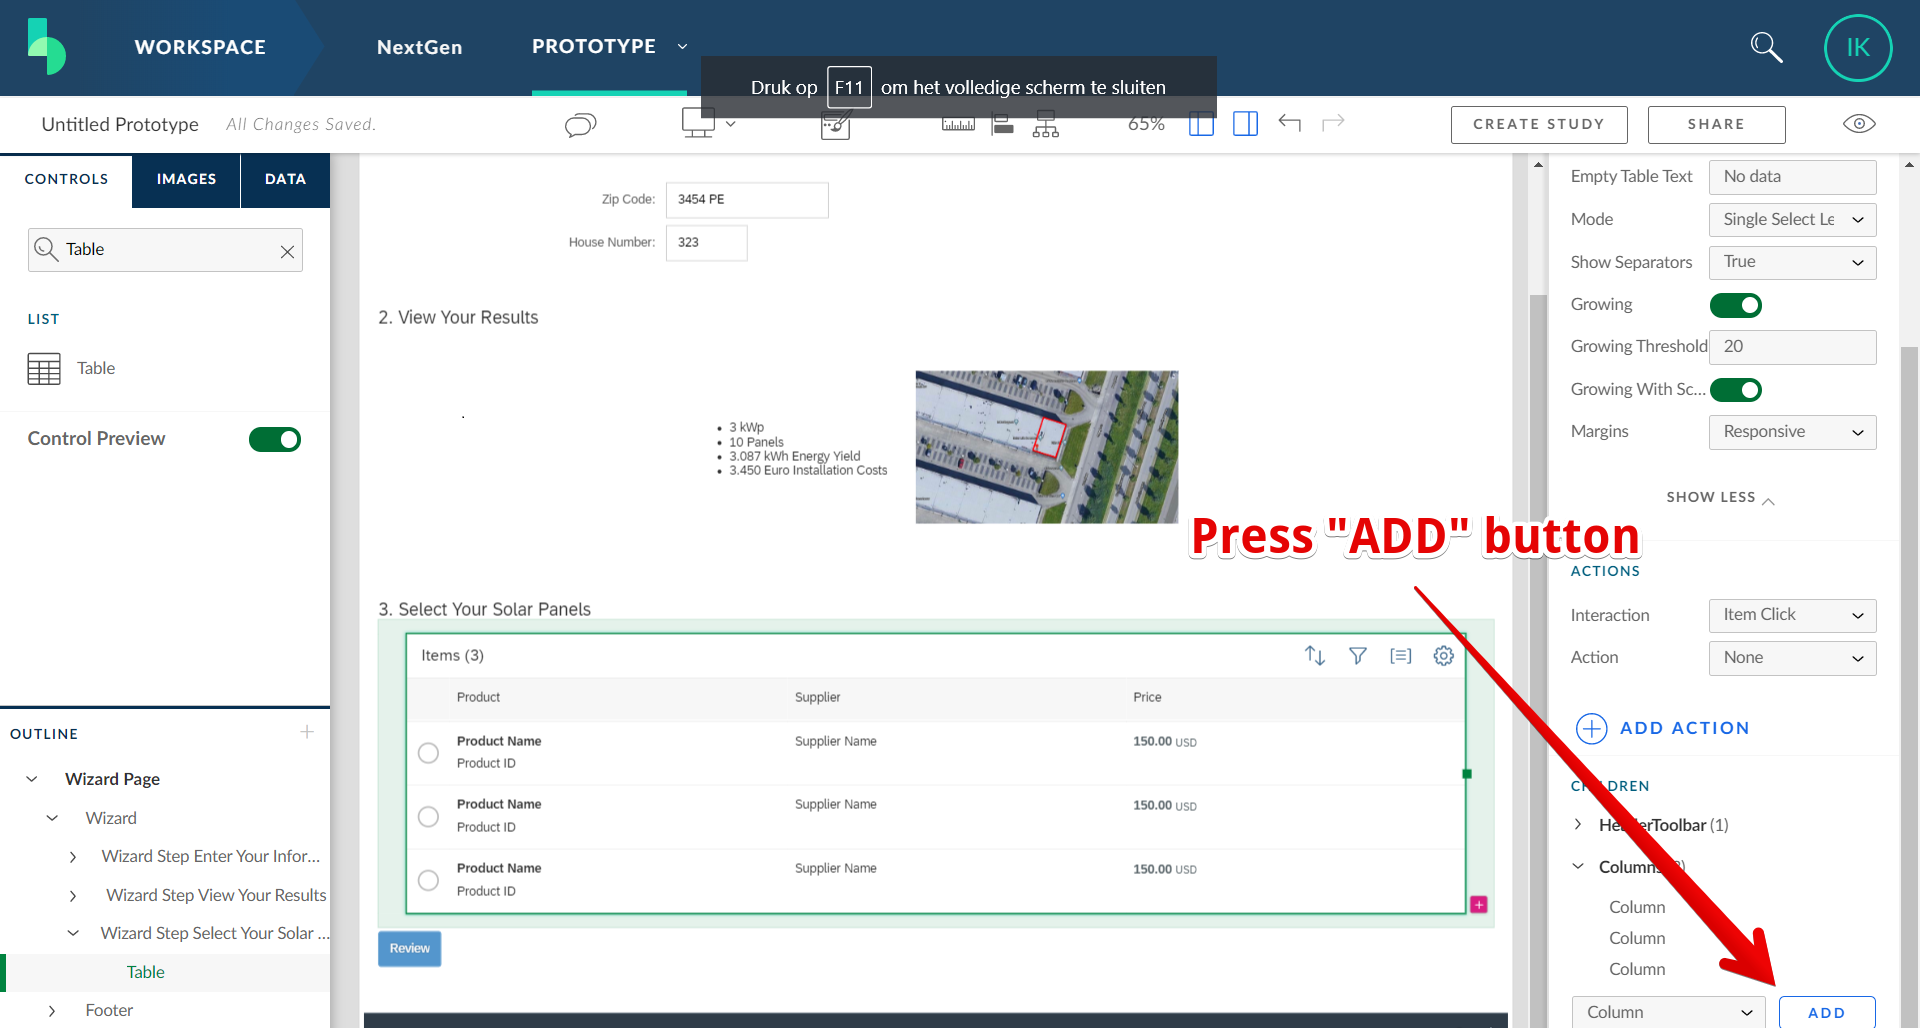 WORKSPACE
NextGen
PROTOTYPE
IK
Druk op F11 om het volledige scherm te sluiten
Untitled Prototype
All Changes Saved.
65%
CREATE STUDY
SHARE
CONTROLS
IMAGES
DATA
Table
LIST
Table
Control Preview
OUTLINE
Wizard Page
Wizard
Wizard Step Enter Your Infor...
Wizard Step View Your Results
Wizard Step Select Your Solar ...
Table
Footer
Zip Code: 3454 PE
House Number: 323
2. View Your Results
3 kWp
10 Panels
3.087 kWh Energy Yield
3.450 Euro Installation Costs
Press "ADD" button
3. Select Your Solar Panels
Items (3)
Product Supplier Price
Product Name Supplier Name 150.00 USD
Product ID
Product Name Supplier Name 150.00 USD
Product ID
Product Name Supplier Name 150.00 USD
Product ID
Review
Empty Table Text No data
Mode Single Select Le
Show Separators True
Growing
Growing Threshold 20
Growing With Sc...
Margins Responsive
SHOW LESS
ACTIONS
Interaction Item Click
Action None
ADD ACTION
CHILDREN
HeaderToolbar (1)
Columns
Column
Column
Column
Column ADD